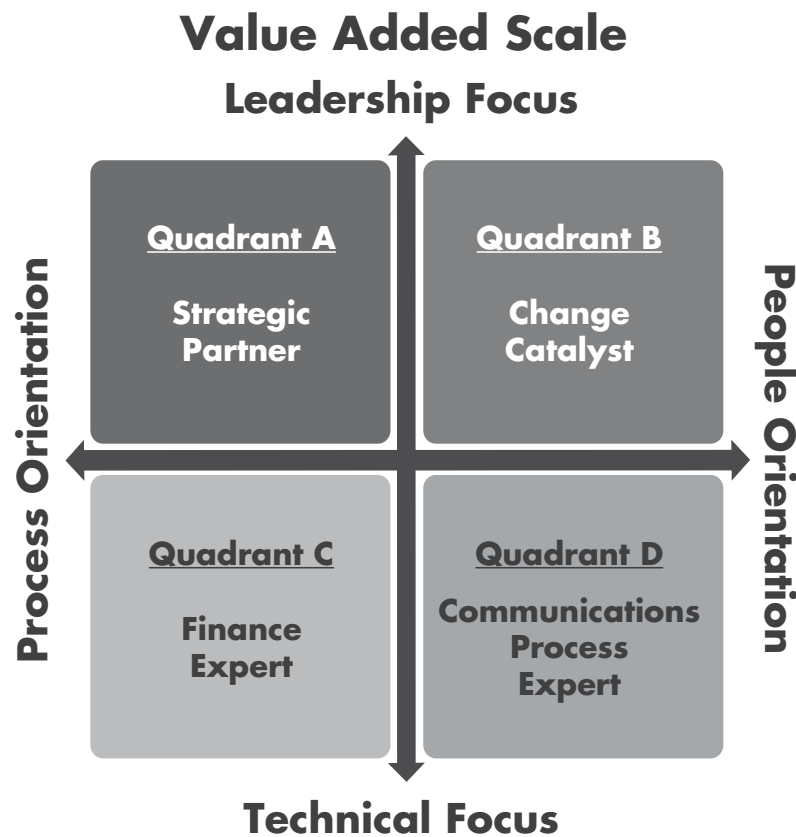 Value Added Scale
Leadership Focus
Process Orientation
Quadrant A
Strategic
Partner
Quadrant B
Change
Catalyst
People Orientation
Quadrant C
Finance
Expert
Quadrant D
Communications
Process
Expert
Technical Focus